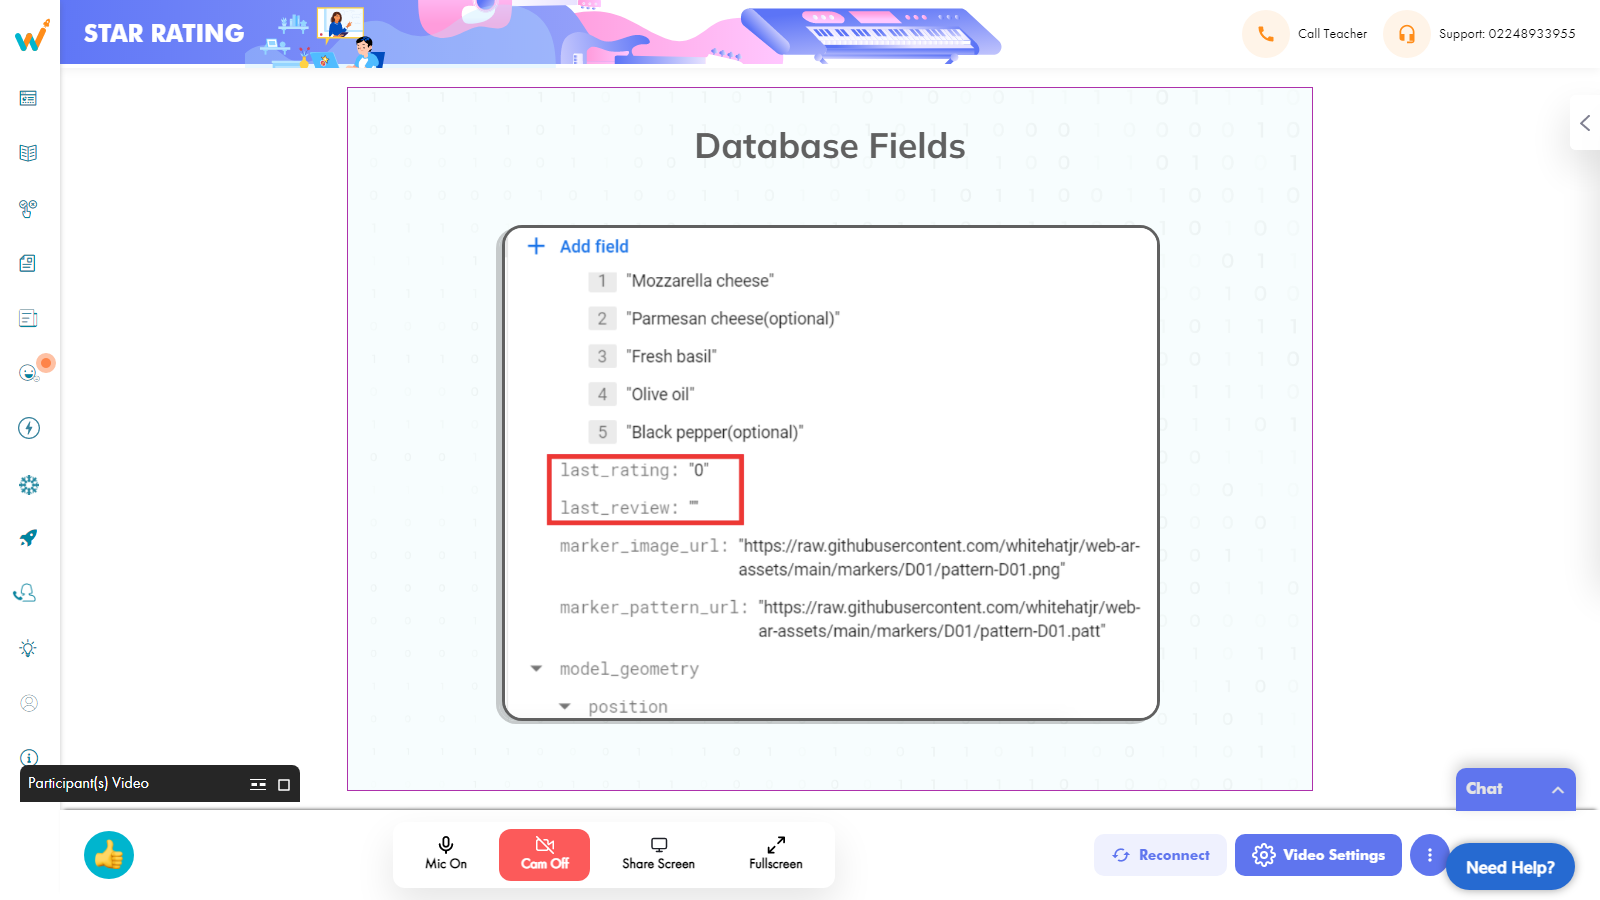 STAR RATING
Call Teacher
Support: 02248933955
Database Fields
+ Add field
1 "Mozzarella cheese"
2 "Parmesan cheese(optional)"
3 "Fresh basil"
4 "Olive oil"
5 "Black pepper(optional)"
last_rating: "0"
last_review: ""
marker_image_url: "https://raw.githubusercontent.com/whitehatjr/web-ar-
assets/main/markers/D01/pattern-D01.png"
marker_pattern_url: "https://raw.githubusercontent.com/whitehatjr/web-
ar-assets/main/markers/D01/pattern-D01.patt"
model_geometry
position
Participant(s) Video
Chat
Mic On
Cam Off
Share Screen
Fullscreen
Reconnect
Video Settings
Need Help?